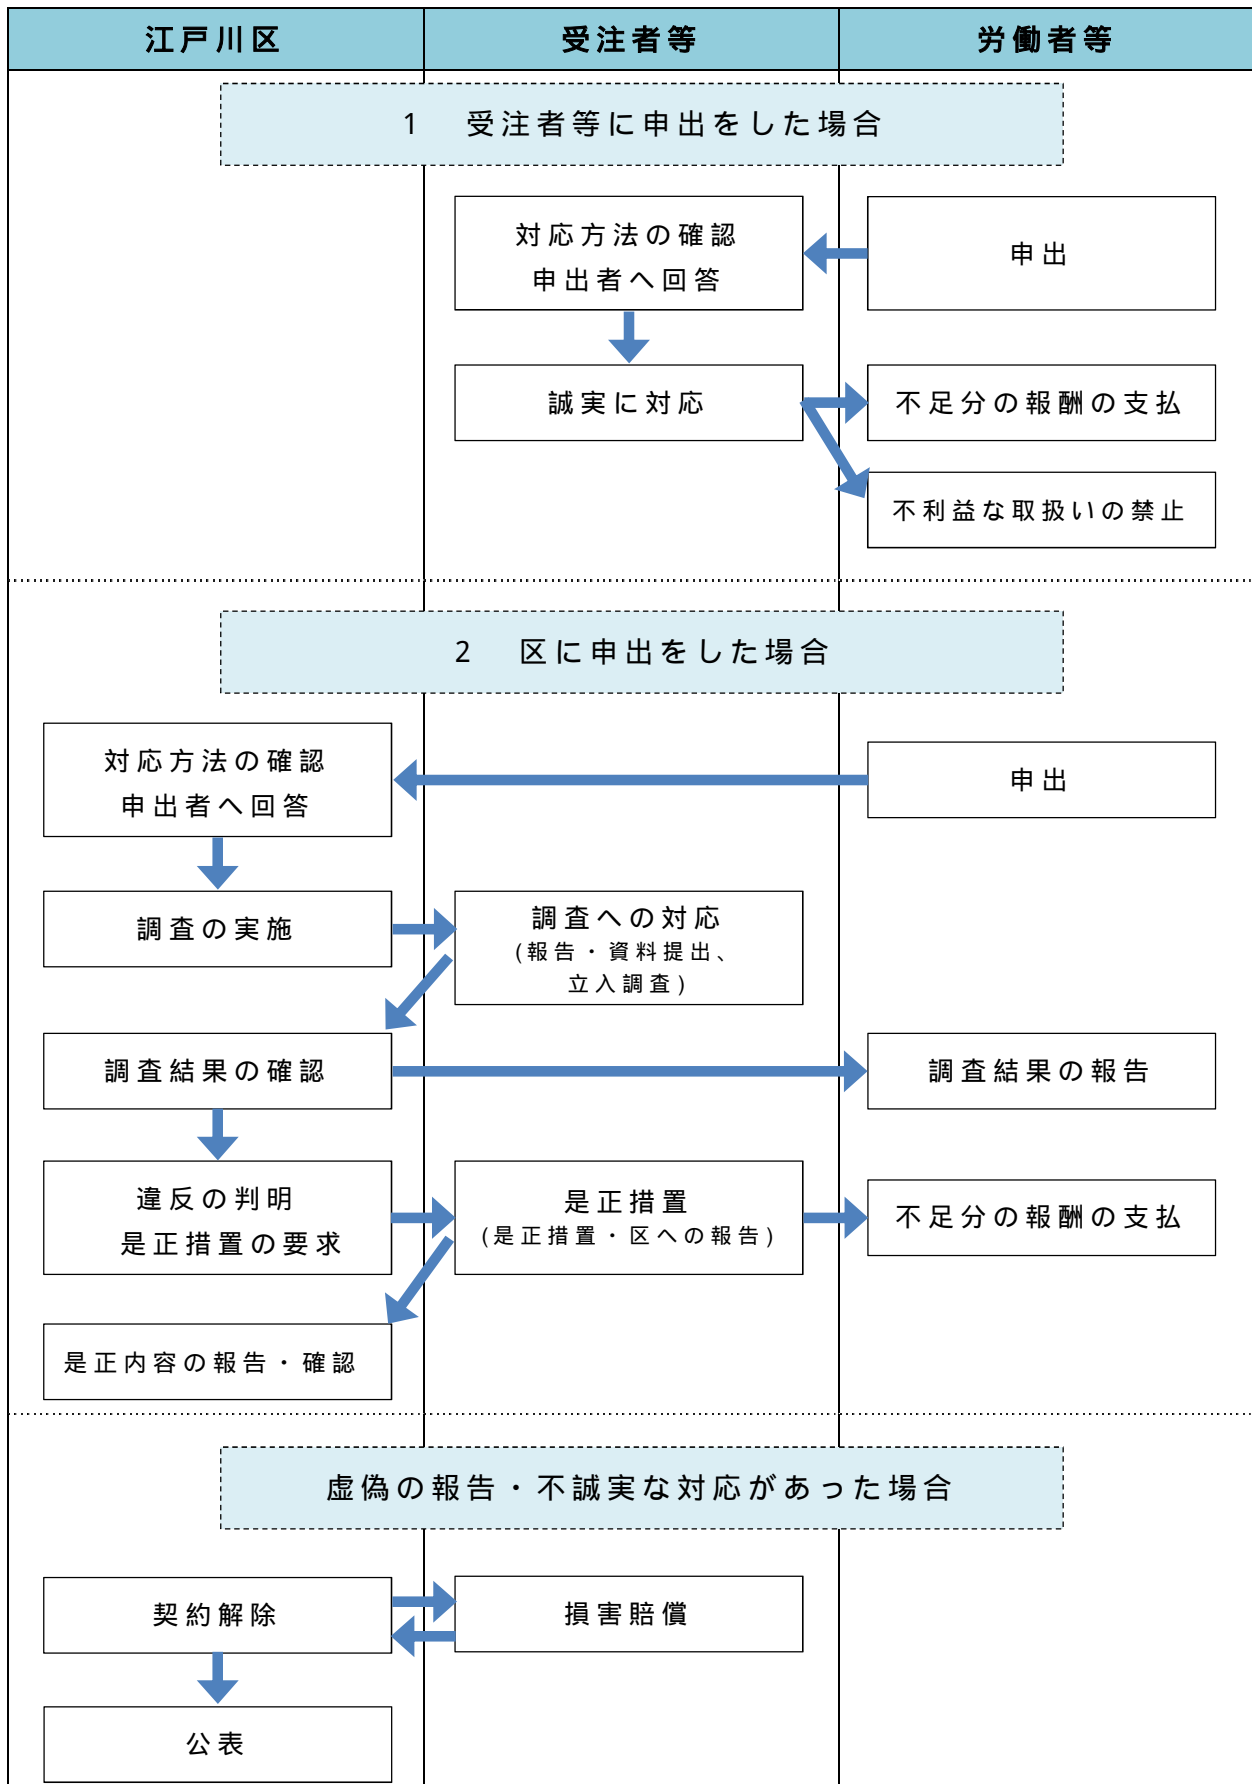 江戸川区
受注者等
労働者等
1 受注者等に申出をした場合
対応方法の確認
申出者へ回答
申出
誠実に対応
不足分の報酬の支払
不利益な取扱いの禁止
2 区に申出をした場合
対応方法の確認
申出者へ回答
申出
調査の実施
調査への対応
(報告・資料提出、
立入調査)
調査結果の確認
調査結果の報告
違反の判明
是正措置の要求
是正措置
(是正措置・区への報告)
不足分の報酬の支払
是正内容の報告・確認
虚偽の報告・不誠実な対応があった場合
契約解除
損害賠償
公表